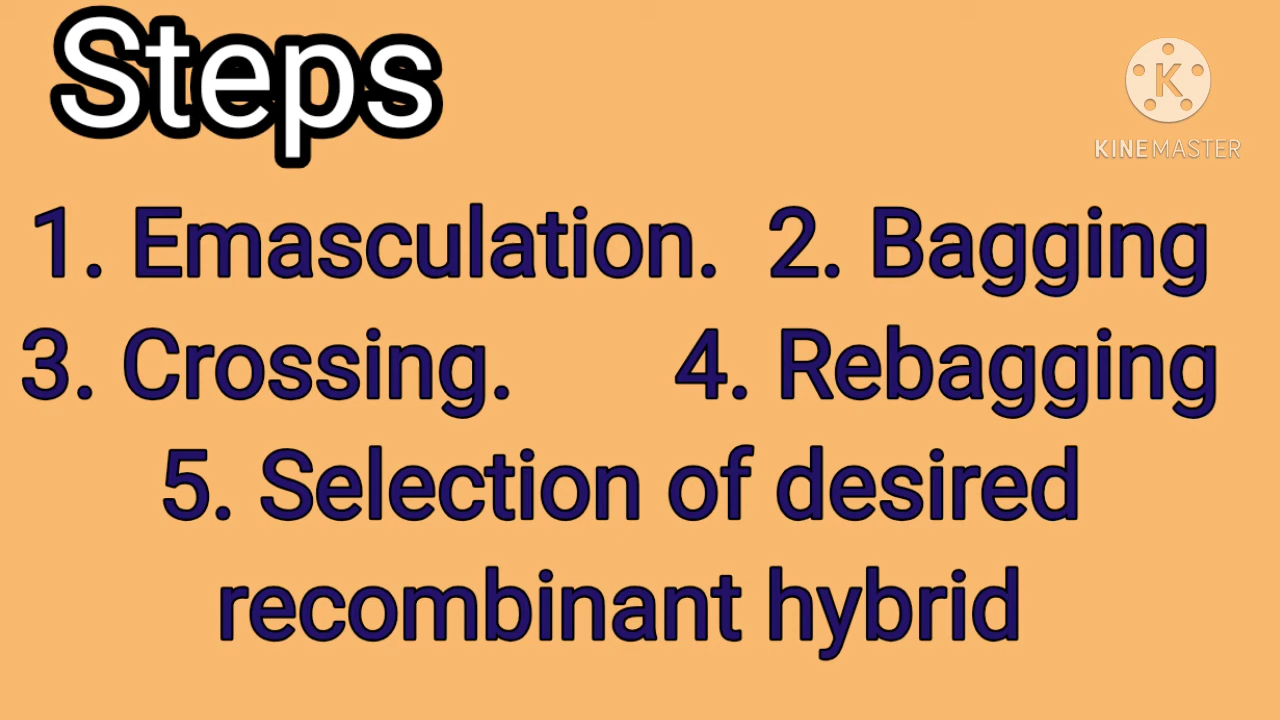 Steps
K
KINEMASTER
1. Emasculation. 2. Bagging
3. Crossing. 4. Rebagging
5. Selection of desired
recombinant hybrid